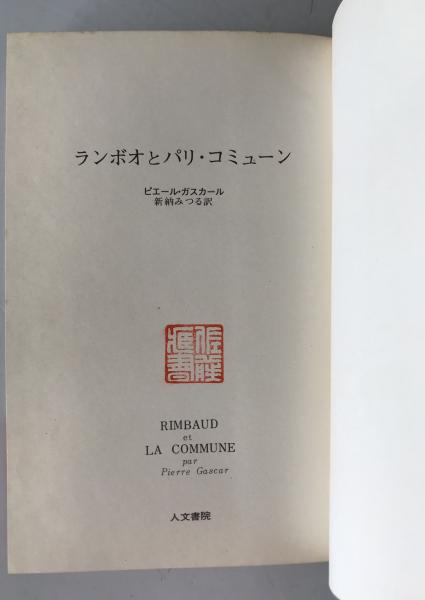 ランボオとパリ・コミューン
ピエール・ガスカール
新納みつる訳
RIMBAUD
et
LA COMMUNE
par
Pierre Gascar
人文書院